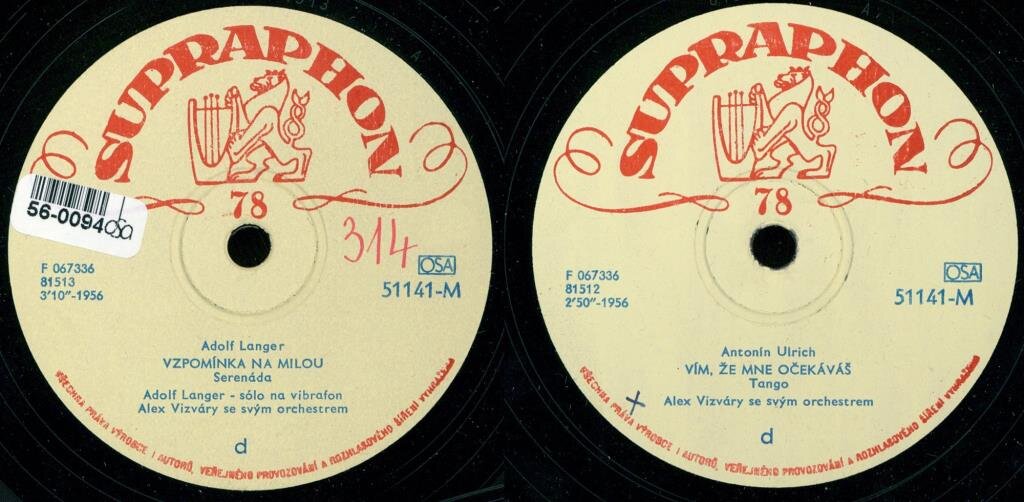 SUPRAPHON
78
56-0094
osa
314
F 067336
81513
3'10"-1956
OSA
51141-M
Adolf Langer
VZPOMÍNKA NA MILOU
Serenáda
Adolf Langer - sólo na vibrafon
Alex Vizváry se svým orchestrem
d
VŠECHNA PRÁVA VÝROBCE I AUTORŮ, VEŘEJNÉHO PROVOZOVÁNÍ A ROZHLASOVÉHO ŠÍŘENÍ VYHRAŽENA
SUPRAPHON
78
F 067336
81512
2'50"-1956
OSA
51141-M
Antonín Ulrich
VÍM, ŽE MNE OČEKÁVÁŠ
Tango
Alex Vizváry se svým orchestrem
d
VŠECHNA PRÁVA VÝROBCE I AUTORŮ, VEŘEJNÉHO PROVOZOVÁNÍ A ROZHLASOVÉHO ŠÍŘENÍ VYHRAŽENA